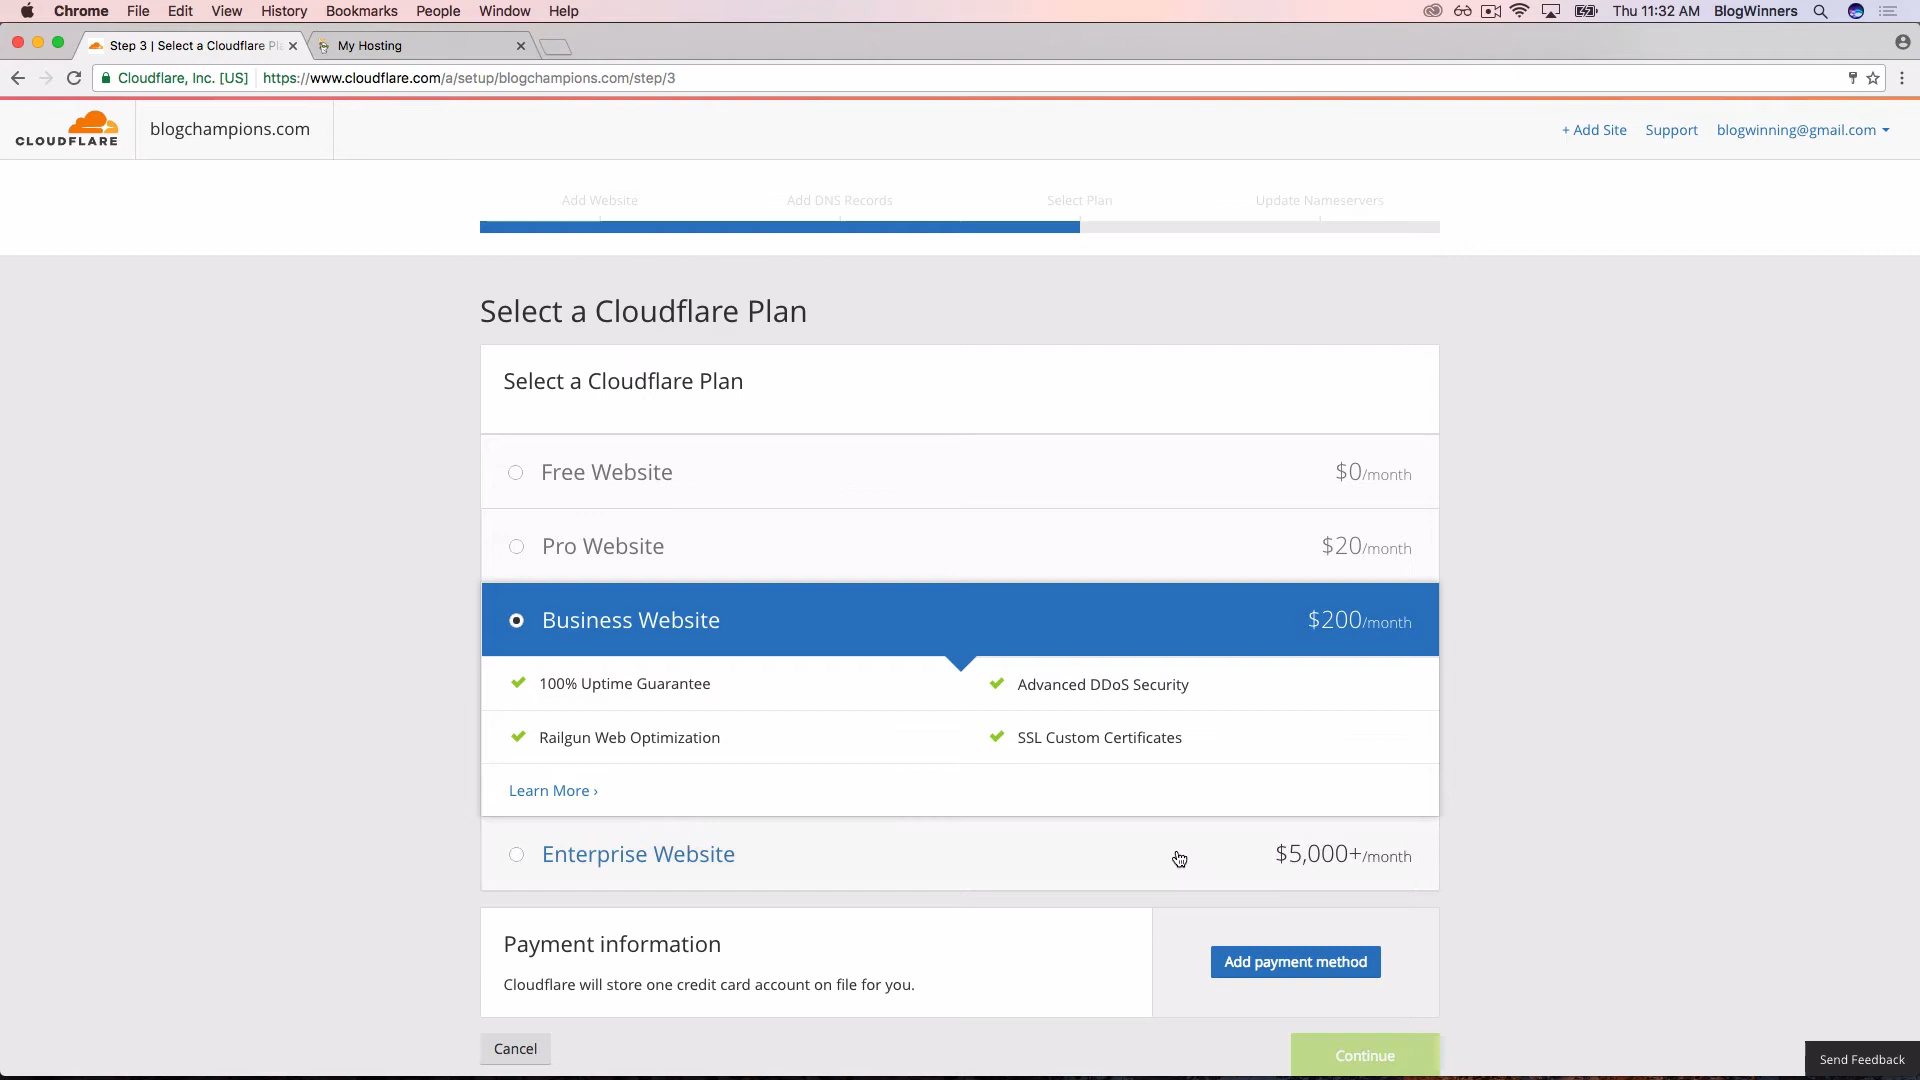 Chrome File Edit View History Bookmarks People Window Help Thu 11:32 AM BlogWinners
Step 3 | Select a Cloudflare Pla My Hosting
Cloudflare, Inc. [US] https://www.cloudflare.com/a/setup/blogchampions.com/step/3
CLOUDFLARE blogchampions.com + Add Site Support blogwinning@gmail.com
Add Website Add DNS Records Select Plan Update Nameservers
Select a Cloudflare Plan
Select a Cloudflare Plan
Free Website $0/month
Pro Website $20/month
Business Website $200/month
100% Uptime Guarantee Advanced DDoS Security
Railgun Web Optimization SSL Custom Certificates
Learn More ›
Enterprise Website $5,000+/month
Payment information
Add payment method
Cloudflare will store one credit card account on file for you.
Cancel Continue
Send Feedback